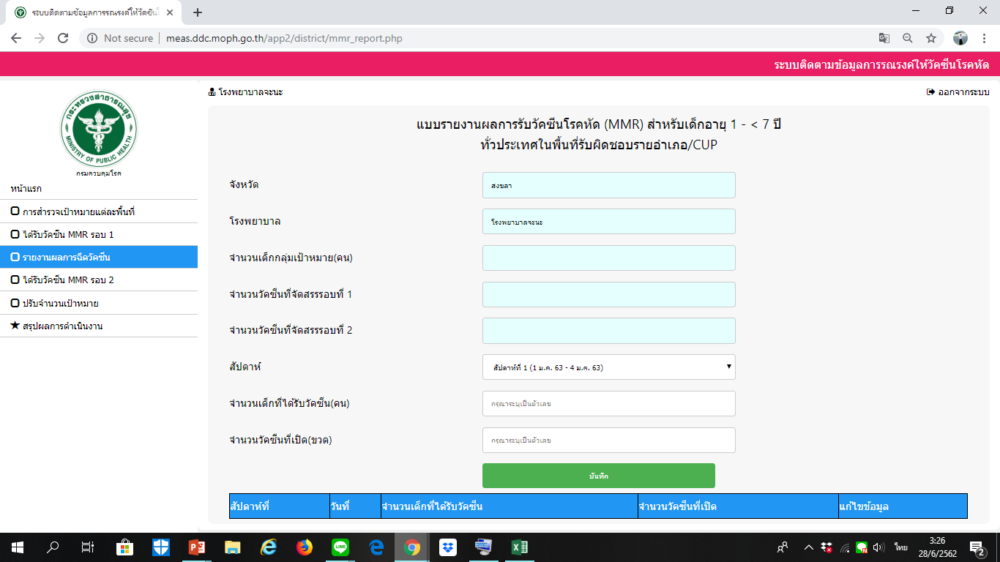 ระบบติดตามข้อมูลการรณรงค์ให้วัคซีนโ
Not secure
meas.ddc.moph.go.th/app2/district/mmr_report.php
ระบบติดตามข้อมูลการรณรงค์ให้วัคซีนโรคหัด
กระทรวงสาธารณสุข
MINISTRY OF PUBLIC HEALTH
กรมควบคุมโรค
หน้าแรก
การสำรวจเป้าหมายแต่ละพื้นที่
ได้รับวัคซีน MMR รอบ 1
รายงานผลการฉีดวัคซีน
ได้รับวัคซีน MMR รอบ 2
ปรับจำนวนเป้าหมาย
สรุปผลการดำเนินงาน
โรงพยาบาลจะนะ
ออกจากระบบ
แบบรายงานผลการรับวัคซีนโรคหัด (MMR) สำหรับเด็กอายุ 1 - < 7 ปี
ทั่วประเทศในพื้นที่รับผิดชอบรายอำเภอ/CUP
จังหวัด
สงขลา
โรงพยาบาล
โรงพยาบาลจะนะ
จำนวนเด็กกลุ่มเป้าหมาย(คน)
จำนวนวัคซีนที่จัดสรรรอบที่ 1
จำนวนวัคซีนที่จัดสรรรอบที่ 2
สัปดาห์
สัปดาห์ที่ 1 (1 ม.ค. 63 - 4 ม.ค. 63)
จำนวนเด็กที่ได้รับวัคซีน(คน)
กรุณาระบุเป็นตัวเลข
จำนวนวัคซีนที่เปิด(ขวด)
กรุณาระบุเป็นตัวเลข
บันทึก
สัปดาห์ที่ วันที่ จำนวนเด็กที่ได้รับวัคซีน จำนวนวัคซีนที่เปิด แก้ไขข้อมูล
LINE
ไทย
3:26
28/6/2562
2